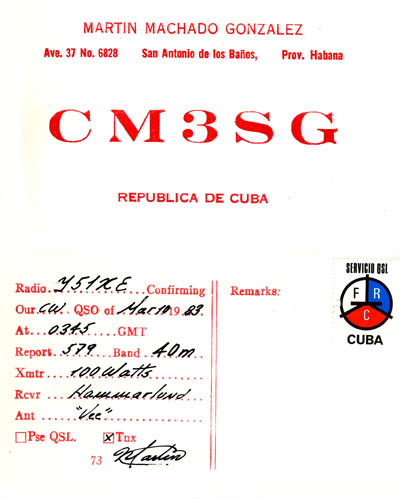 MARTIN MACHADO GONZALEZ
Ave. 37 No. 6828 San Antonio de los Baños, Prov. Habana
CM3SG
REPUBLICA DE CUBA
Radio Y51XE Confirming
Our CW QSO of Mar 10 1983
At... 0345 GMT
Report 579 Band 40m
Xmtr 100 Watts
Rcvr Hammarlund
Ant "Vee"
☐ Pse QSL. ☒ Tnx
73 Martin
Remarks:
SERVICIO QSL
F R
C
CUBA